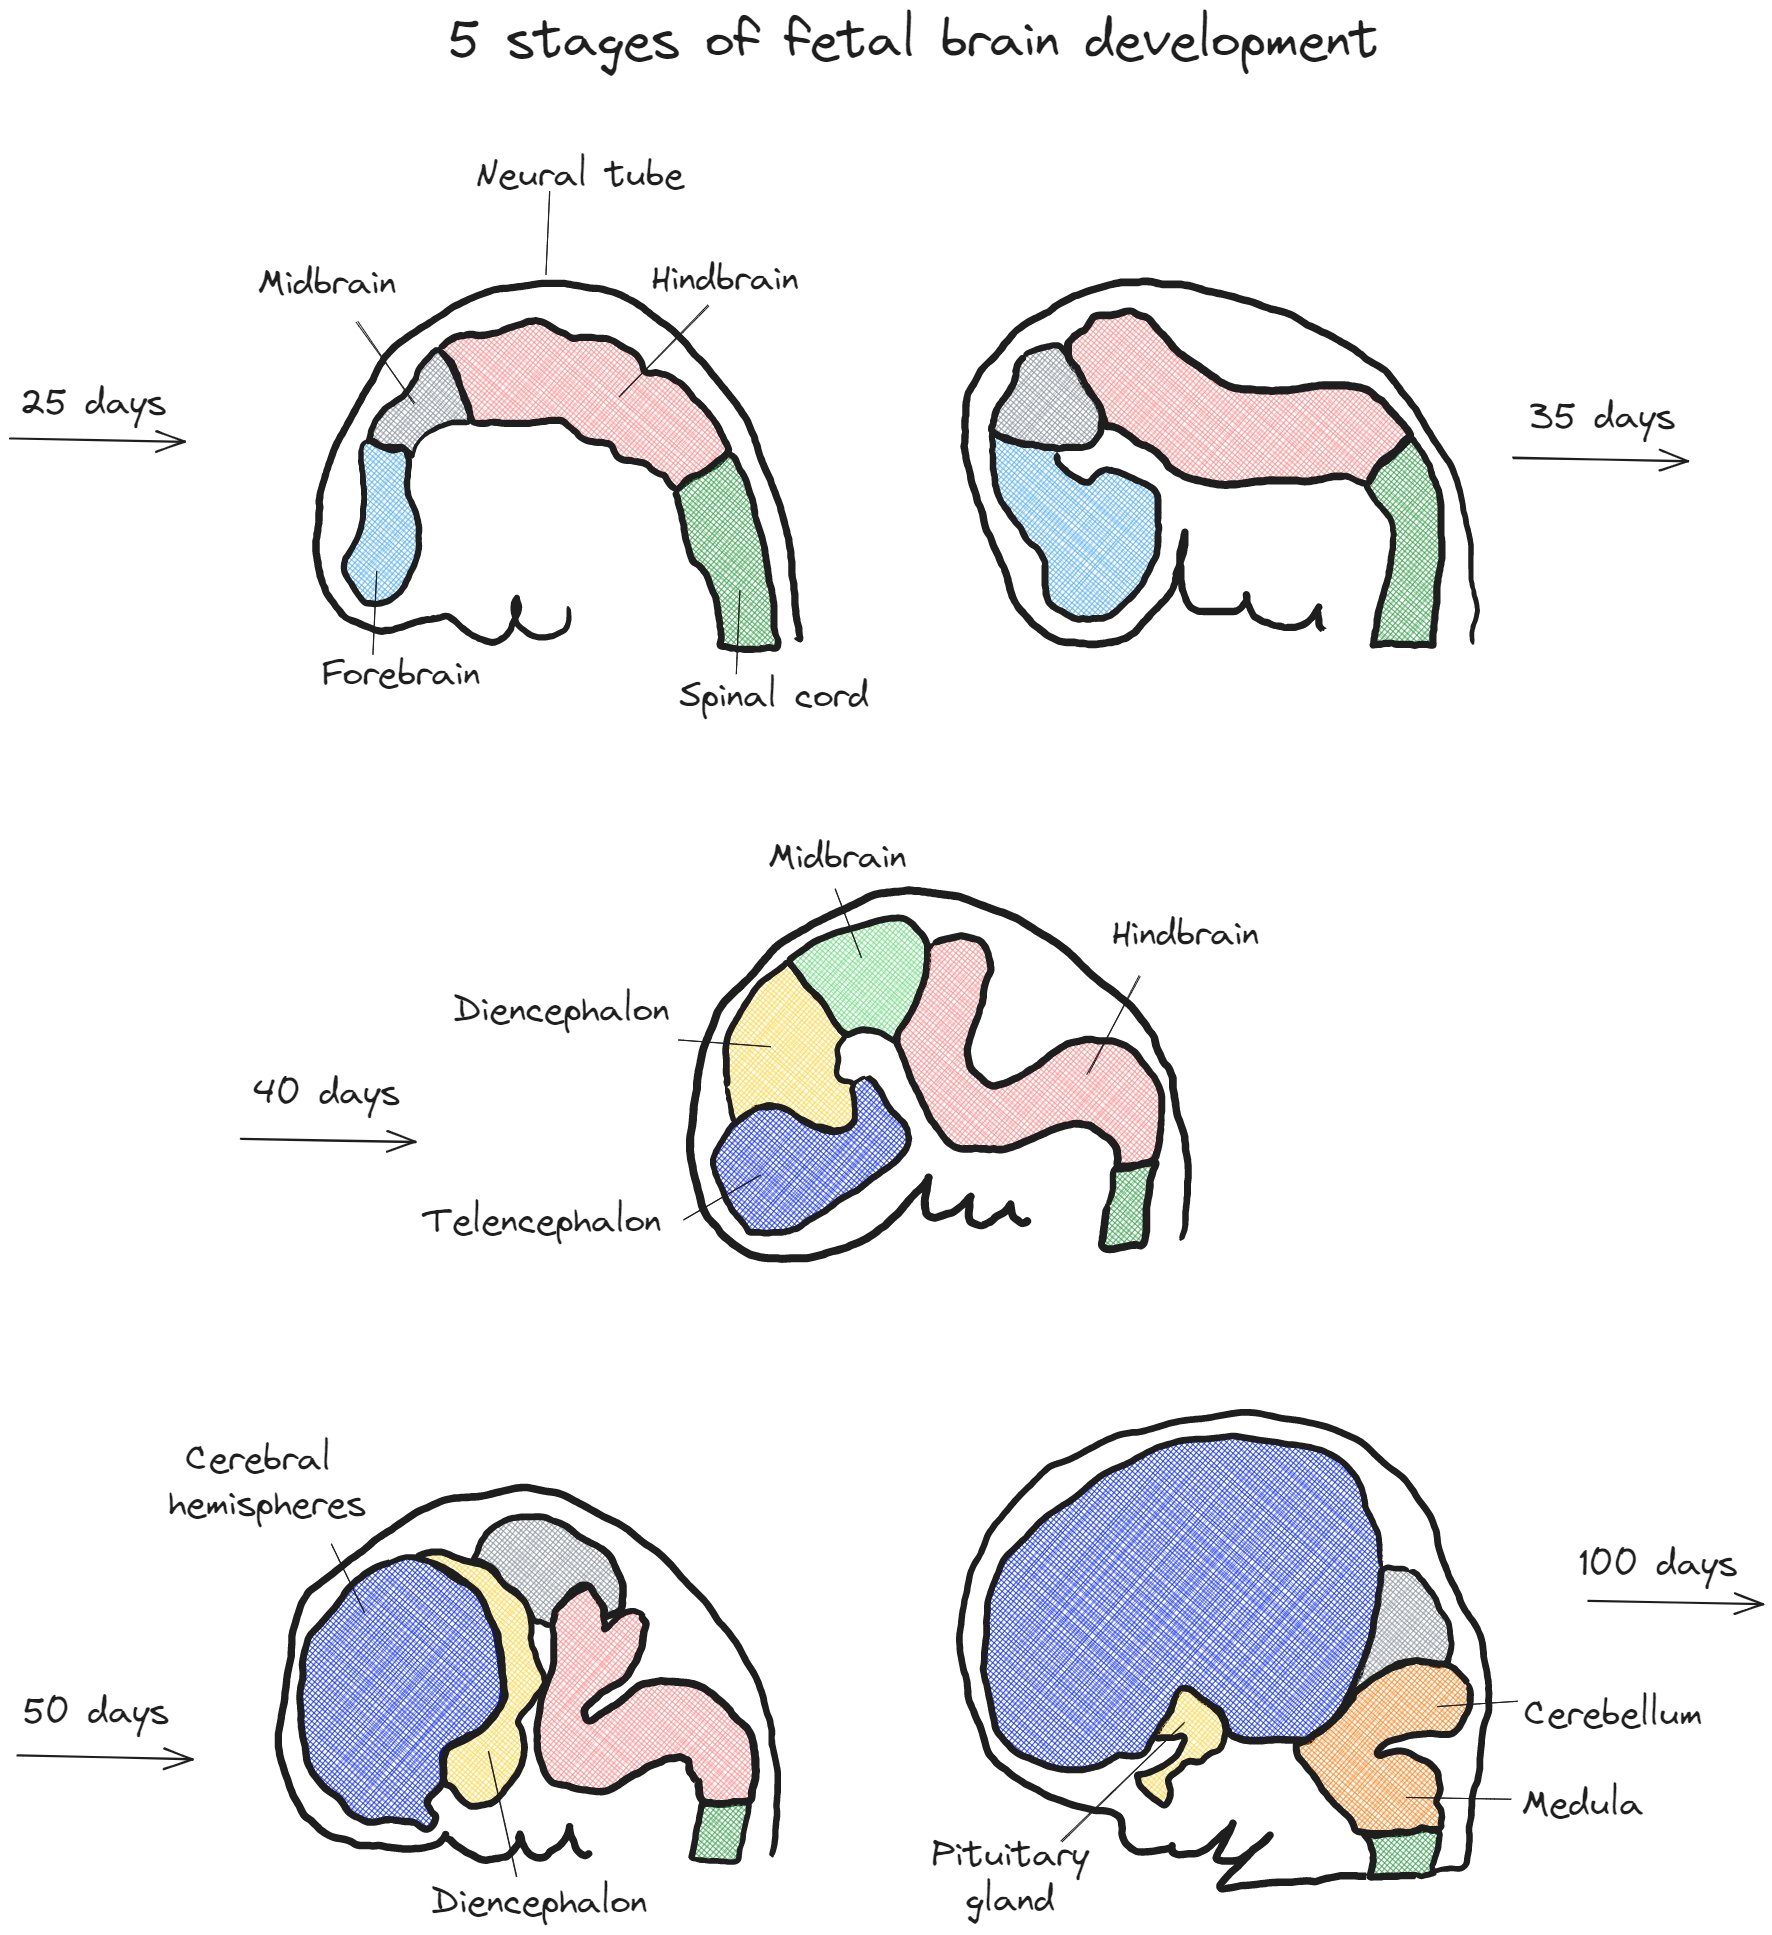 5 stages of fetal brain development
Neural tube
Midbrain
Hindbrain
25 days
Forebrain
Spinal cord
35 days
Midbrain
Hindbrain
Diencephalon
40 days
Telencephalon
Cerebral
hemispheres
50 days
Diencephalon
100 days
Cerebellum
Medula
Pituitary
gland